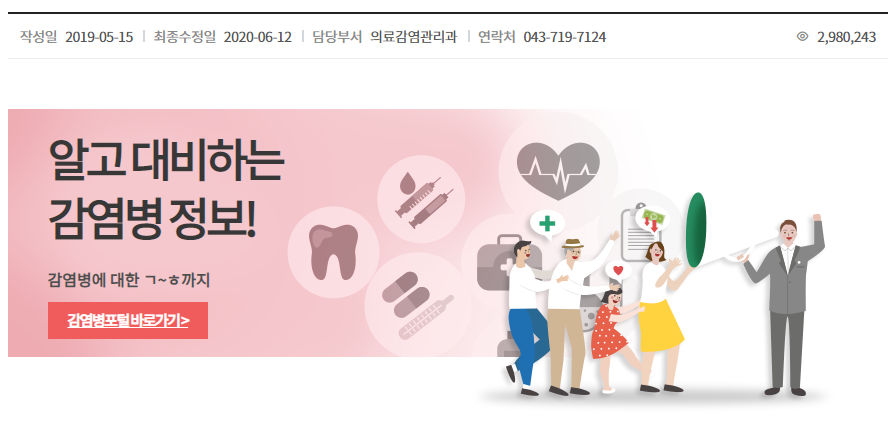 작성일 2019-05-15 최종수정일 2020-06-12 담당부서 의료감염관리과 연락처 043-719-7124 2,980,243
알고 대비하는
감염병 정보!
감염병에 대한 ㄱ~ㅎ까지
감염병포털 바로가기>